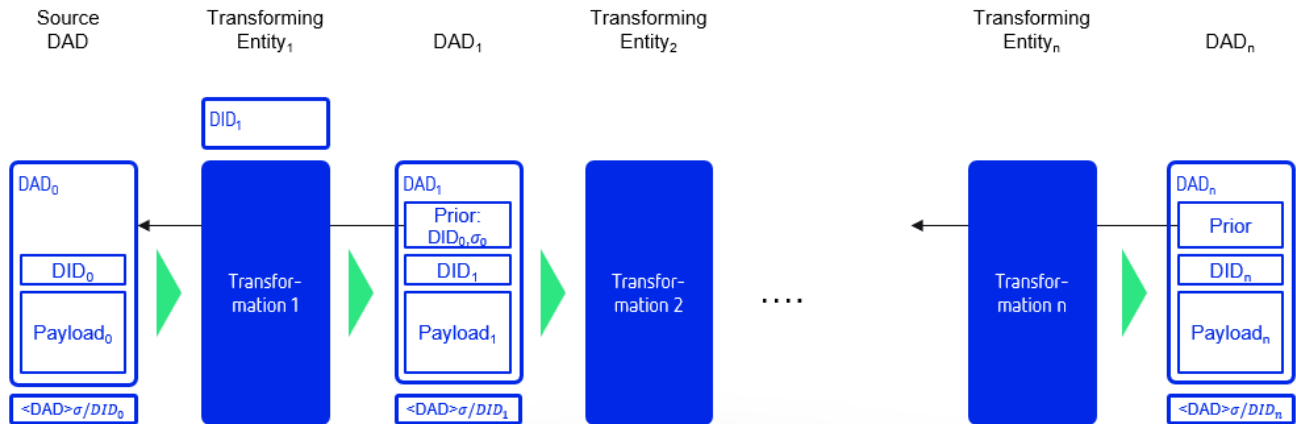 Source
DAD
Transforming
Entity₁
DAD₁
Transforming
Entity₂
Transforming
Entityₙ
DADₙ
DID₁
DAD₀
DID₀
Payload₀
<DAD>σ/DID₀
Transfor-
mation 1
DAD₁
Prior:
DID₀,σ₀
DID₁
Payload₁
<DAD>σ/DID₁
Transfor-
mation 2
....
Transfor-
mation n
DADₙ
Prior
DIDₙ
Payloadₙ
<DAD>σ/DIDₙ